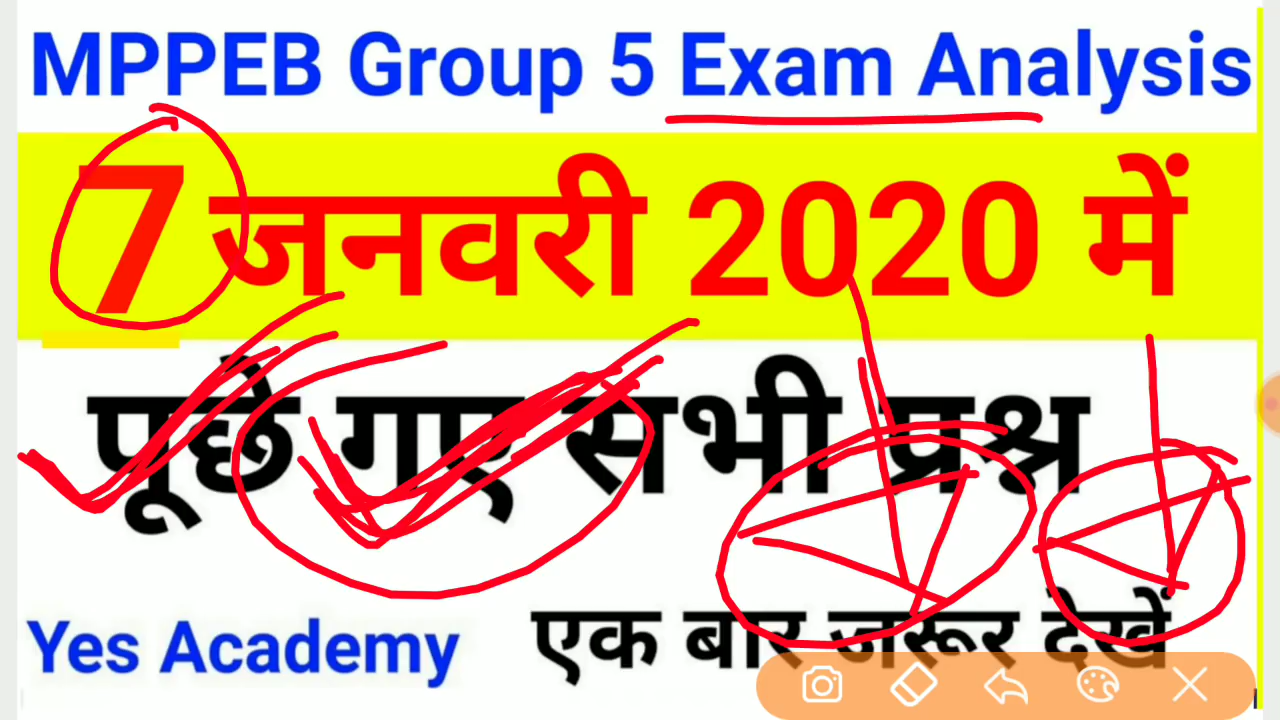 MPPEB Group 5 Exam Analysis
7 जनवरी 2020 में
पूछे गए सभी प्रश्न
Yes Academy एक बार जरूर देखें